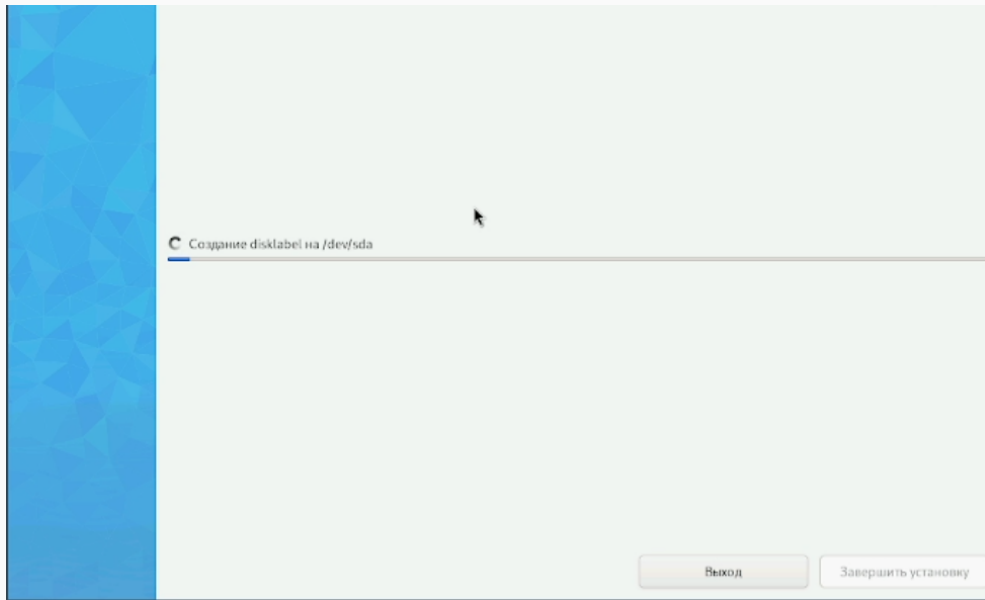 Создание disklabel на /dev/sda
Выход
Завершить установку